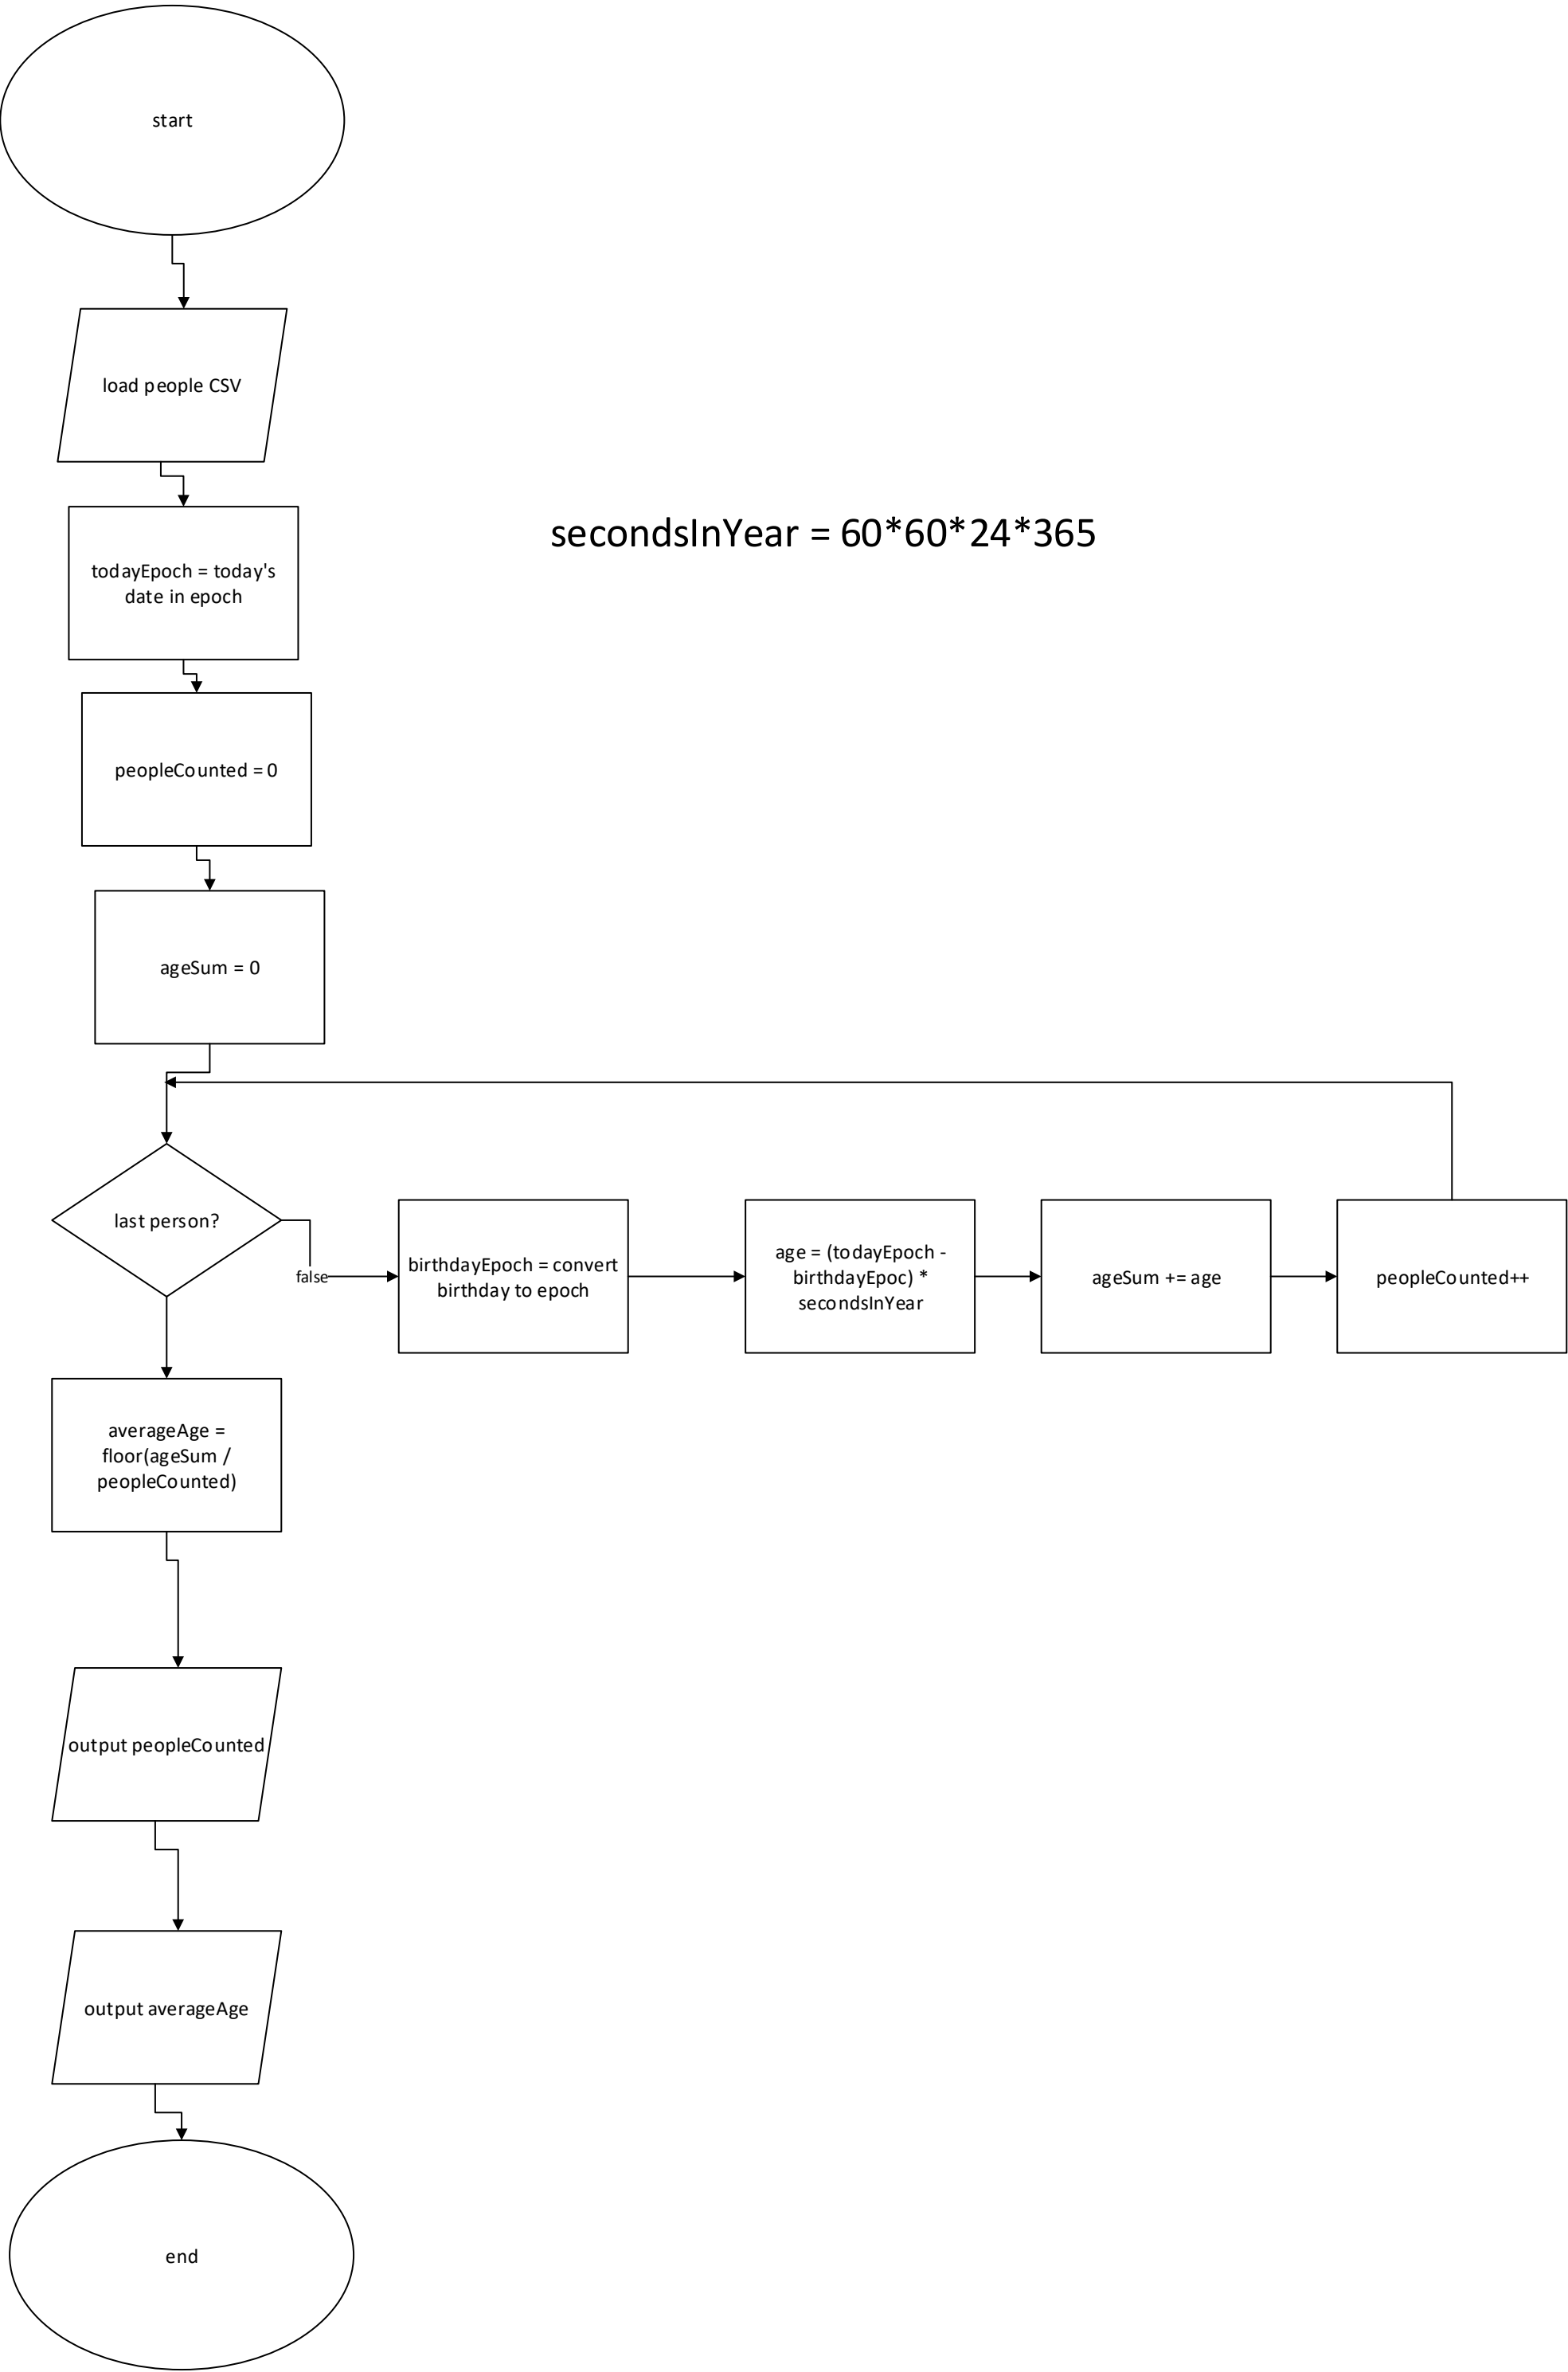 start
load people CSV
todayEpoch = today's
date in epoch
secondsInYear = 60*60*24*365
peopleCounted = 0
ageSum = 0
last person?
false
birthdayEpoch = convert
birthday to epoch
age = (todayEpoch -
birthdayEpoc) *
secondsInYear
ageSum += age
peopleCounted++
averageAge =
floor(ageSum /
peopleCounted)
output peopleCounted
output averageAge
end